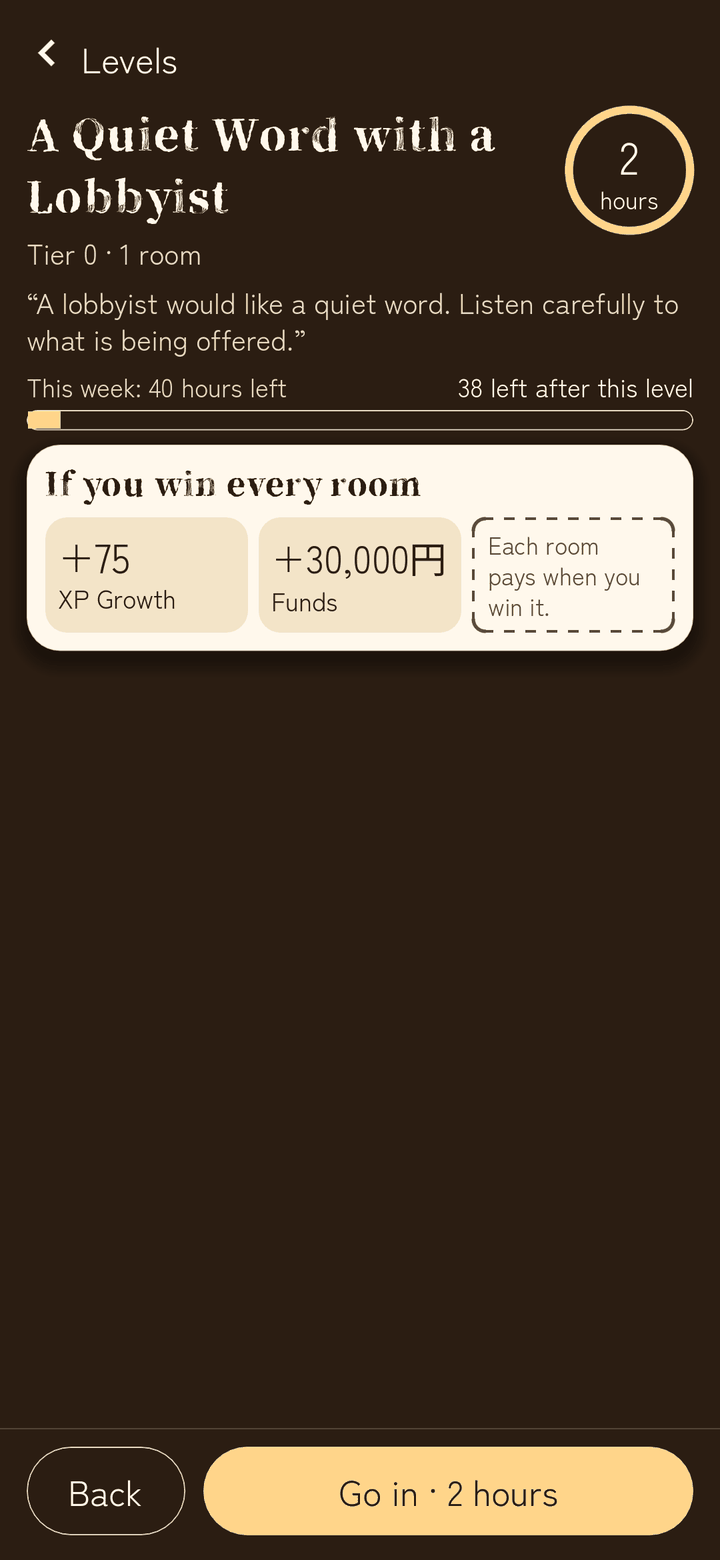 Levels
A Quiet Word with a
Lobbyist
2
hours
Tier 0 · 1 room
“A lobbyist would like a quiet word. Listen carefully to
what is being offered.”
This week: 40 hours left
38 left after this level
If you win every room
+75
XP Growth
+30,000円
Funds
Each room
pays when you
win it.
Back
Go in · 2 hours